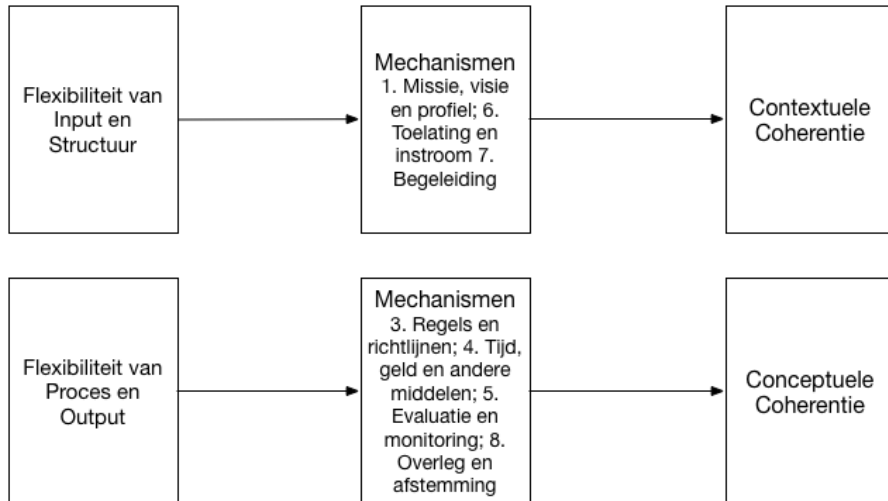 Flexibiliteit van
Input en
Structuur
Mechanismen
1. Missie, visie
en profiel; 6.
Toelating en
instroom 7.
Begeleiding
Contextuele
Coherentie
Flexibiliteit van
Proces en
Output
Mechanismen
3. Regels en
richtlijnen; 4. Tijd,
geld en andere
middelen; 5.
Evaluatie en
monitoring; 8.
Overleg en
afstemming
Conceptuele
Coherentie